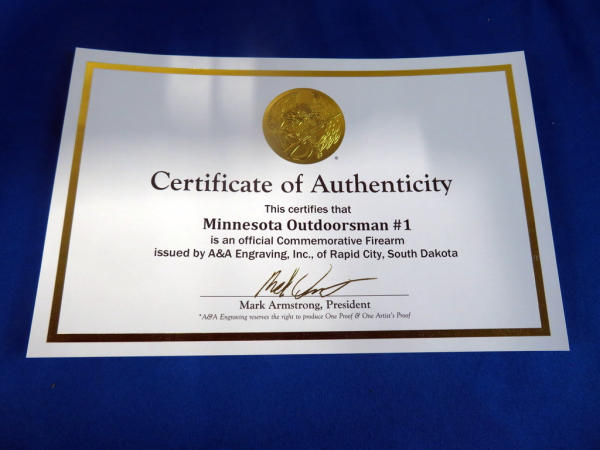 Certificate of Authenticity
This certifies that
Minnesota Outdoorsman #1
is an official Commemorative Firearm
issued by A&A Engraving, Inc., of Rapid City, South Dakota
Mark Armstrong, President
*A&A Engraving reserves the right to produce One Proof & One Artist's Proof